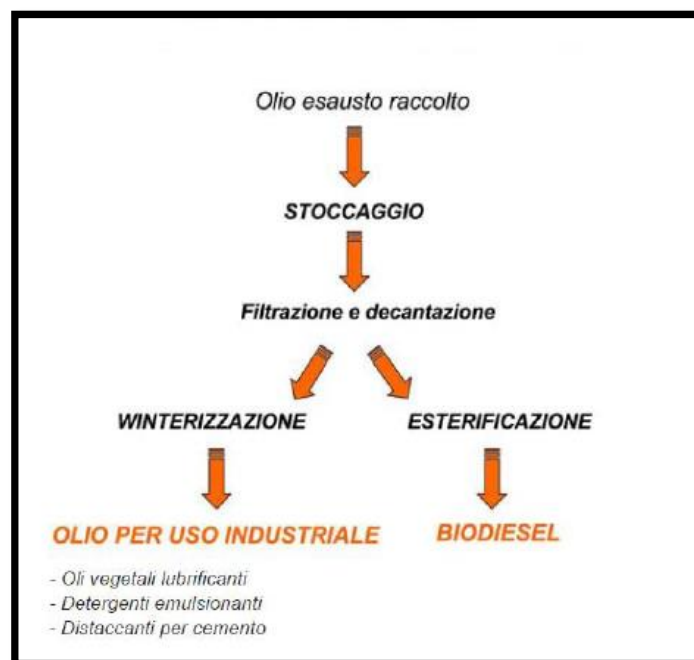 Olio esausto raccolto
STOCCAGGIO
Filtrazione e decantazione
WINTERIZZAZIONE
ESTERIFICAZIONE
OLIO PER USO INDUSTRIALE
BIODIESEL
- Oli vegetali lubrificanti
- Detergenti emulsionanti
- Distaccanti per cemento